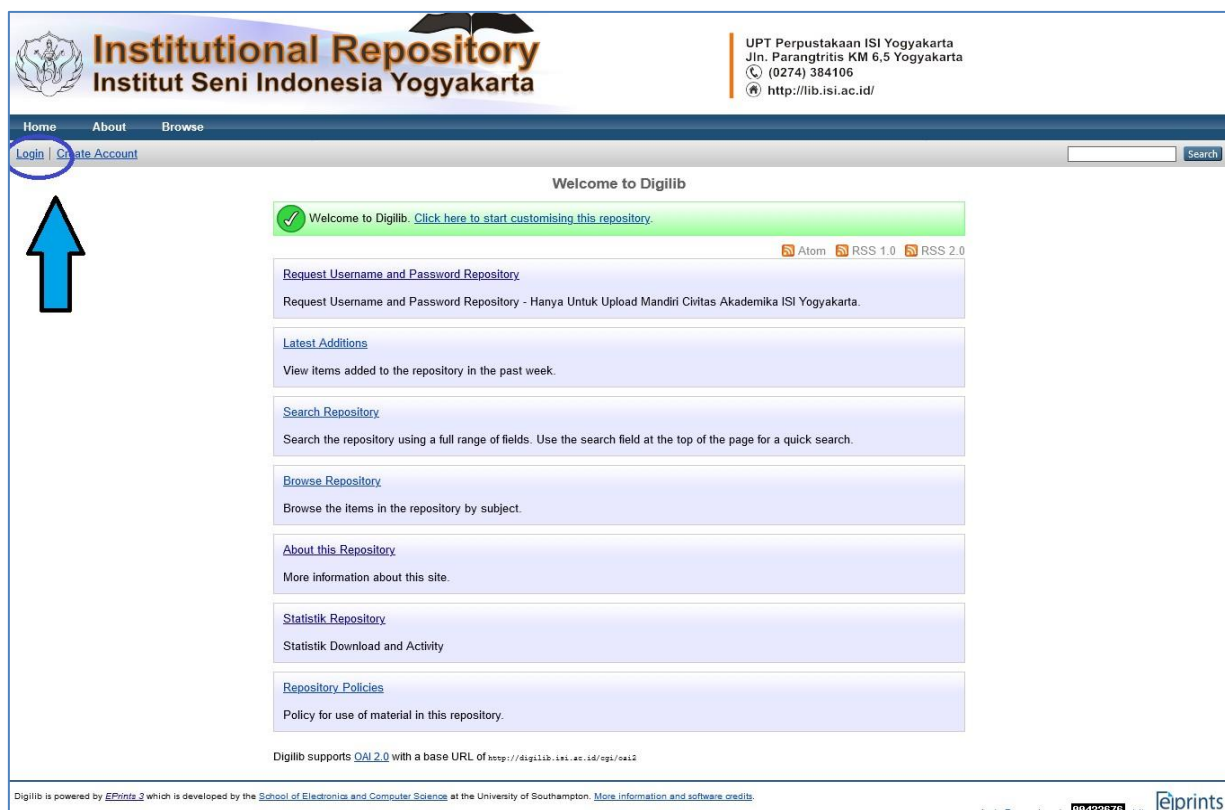 Institutional Repository
Institut Seni Indonesia Yogyakarta
UPT Perpustakaan ISI Yogyakarta
Jln. Parangtritis KM 6,5 Yogyakarta
(0274) 384106
http://lib.isi.ac.id/
Home About Browse
Login | Create Account Search
Welcome to Digilib
Welcome to Digilib. Click here to start customising this repository.
Atom RSS 1.0 RSS 2.0
Request Username and Password Repository
Request Username and Password Repository - Hanya Untuk Upload Mandiri Civitas Akademika ISI Yogyakarta.
Latest Additions
View items added to the repository in the past week.
Search Repository
Search the repository using a full range of fields. Use the search field at the top of the page for a quick search.
Browse Repository
Browse the items in the repository by subject.
About this Repository
More information about this site.
Statistik Repository
Statistik Download and Activity
Repository Policies
Policy for use of material in this repository.
Digilib supports OAI 2.0 with a base URL of http://digilib.isi.ac.id/cgi/oai2
Digilib is powered by EPrints 3 which is developed by the School of Electronics and Computer Science at the University of Southampton. More information and software credits.
eprints